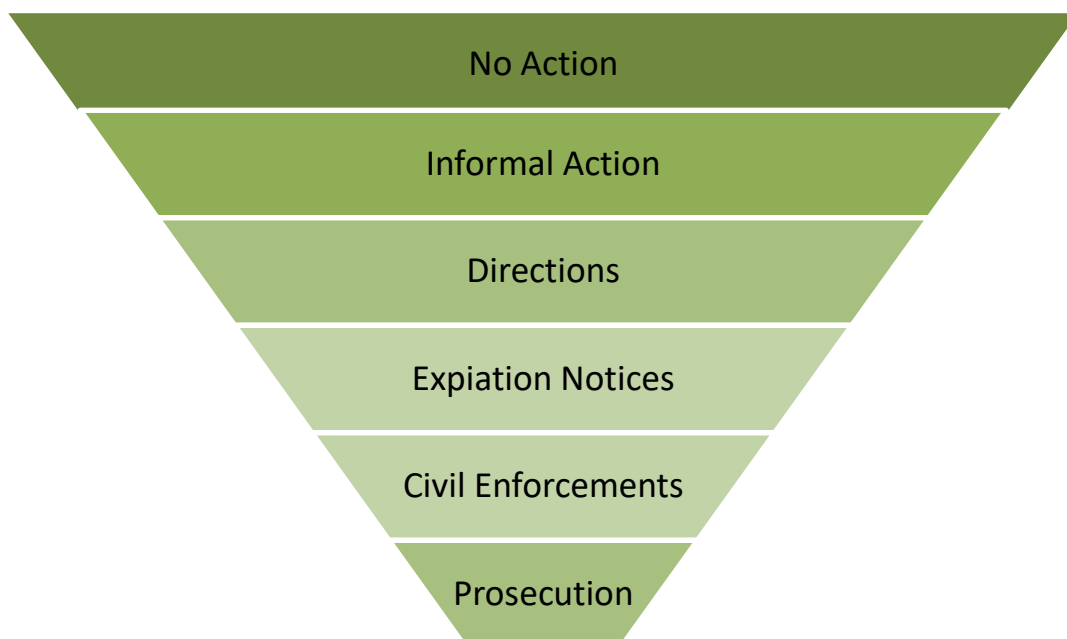 No Action
Informal Action
Directions
Expiation Notices
Civil Enforcements
Prosecution